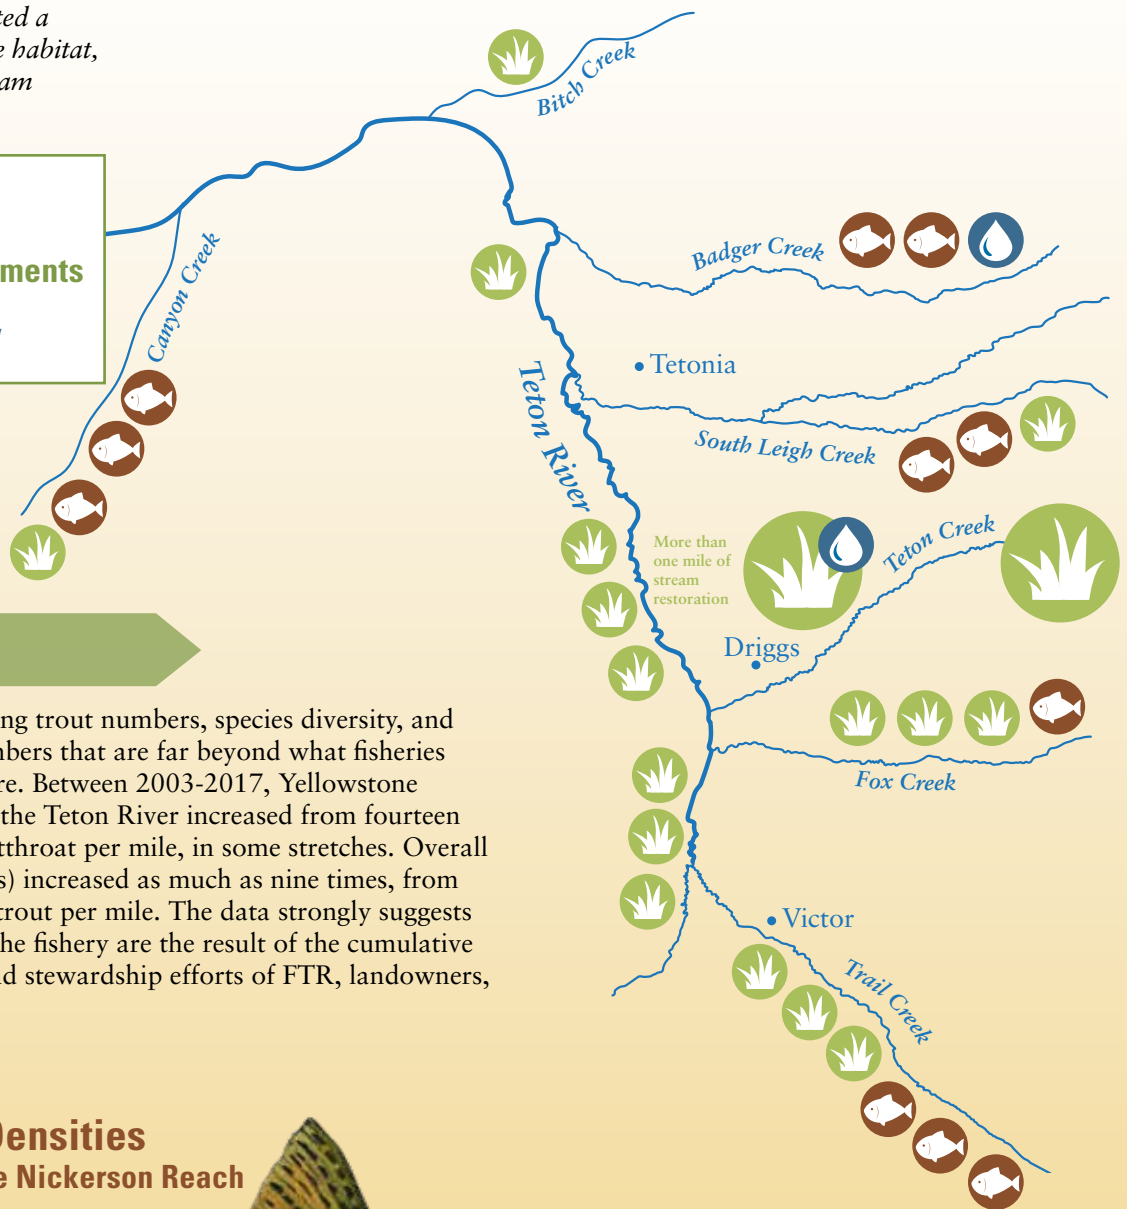 ted a
e habitat,
am
ments
Bitch Creek
Canyon Creek
Badger Creek
Tetonia
Teton River
South Leigh Creek
More than
one mile of
stream
restoration
Teton Creek
Driggs
Fox Creek
Victor
Trail Creek
ng trout numbers, species diversity, and
mbers that are far beyond what fisheries
re. Between 2003-2017, Yellowstone
the Teton River increased from fourteen
tthroat per mile, in some stretches. Overall
s) increased as much as nine times, from
trout per mile. The data strongly suggests
he fishery are the result of the cumulative
nd stewardship efforts of FTR, landowners,
Densities
e Nickerson Reach